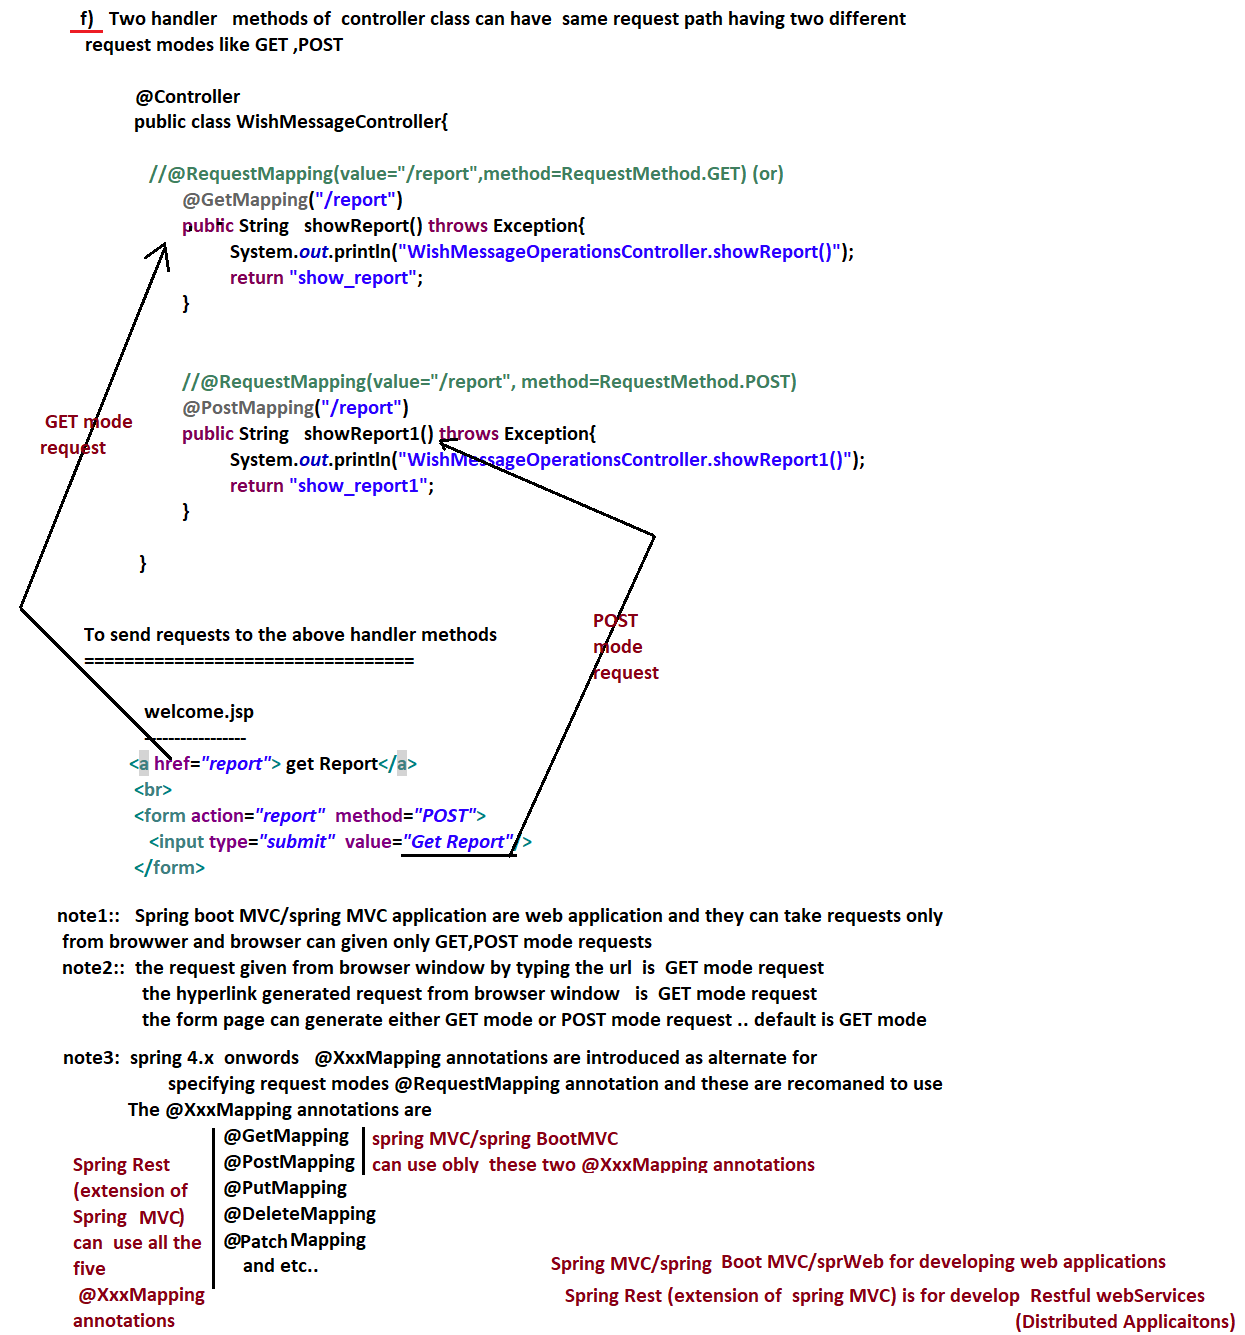 f) Two handler methods of controller class can have same request path having two different
request modes like GET ,POST
@Controller
public class WishMessageController{
//@RequestMapping(value="/report",method=RequestMethod.GET) (or)
@GetMapping("/report")
public String showReport() throws Exception{
System.out.println("WishMessageOperationsController.showReport()");
return "show_report";
}
//@RequestMapping(value="/report", method=RequestMethod.POST)
@PostMapping("/report")
public String showReport1() throws Exception{
System.out.println("WishMessageOperationsController.showReport1()");
return "show_report1";
}
}
GET mode
request
POST
mode
request
To send requests to the above handler methods
=================================
welcome.jsp
-----------------
<a href="report"> get Report</a>
<br>
<form action="report" method="POST">
<input type="submit" value="Get Report"/>
</form>
note1:: Spring boot MVC/spring MVC application are web application and they can take requests only
from browwer and browser can given only GET,POST mode requests
note2:: the request given from browser window by typing the url is GET mode request
the hyperlink generated request from browser window is GET mode request
the form page can generate either GET mode or POST mode request .. default is GET mode
note3: spring 4.x onwords @XxxMapping annotations are introduced as alternate for
specifying request modes @RequestMapping annotation and these are recomaned to use
The @XxxMapping annotations are
@GetMapping
@PostMapping
@PutMapping
@DeleteMapping
@Patch Mapping
and etc..
spring MVC/spring BootMVC
can use obly these two @XxxMapping annotations
Spring Rest
(extension of
Spring MVC)
can use all the
five
@XxxMapping
annotations
Spring MVC/spring Boot MVC/sprWeb for developing web applications
Spring Rest (extension of spring MVC) is for develop Restful webServices
(Distributed Applicaitons)